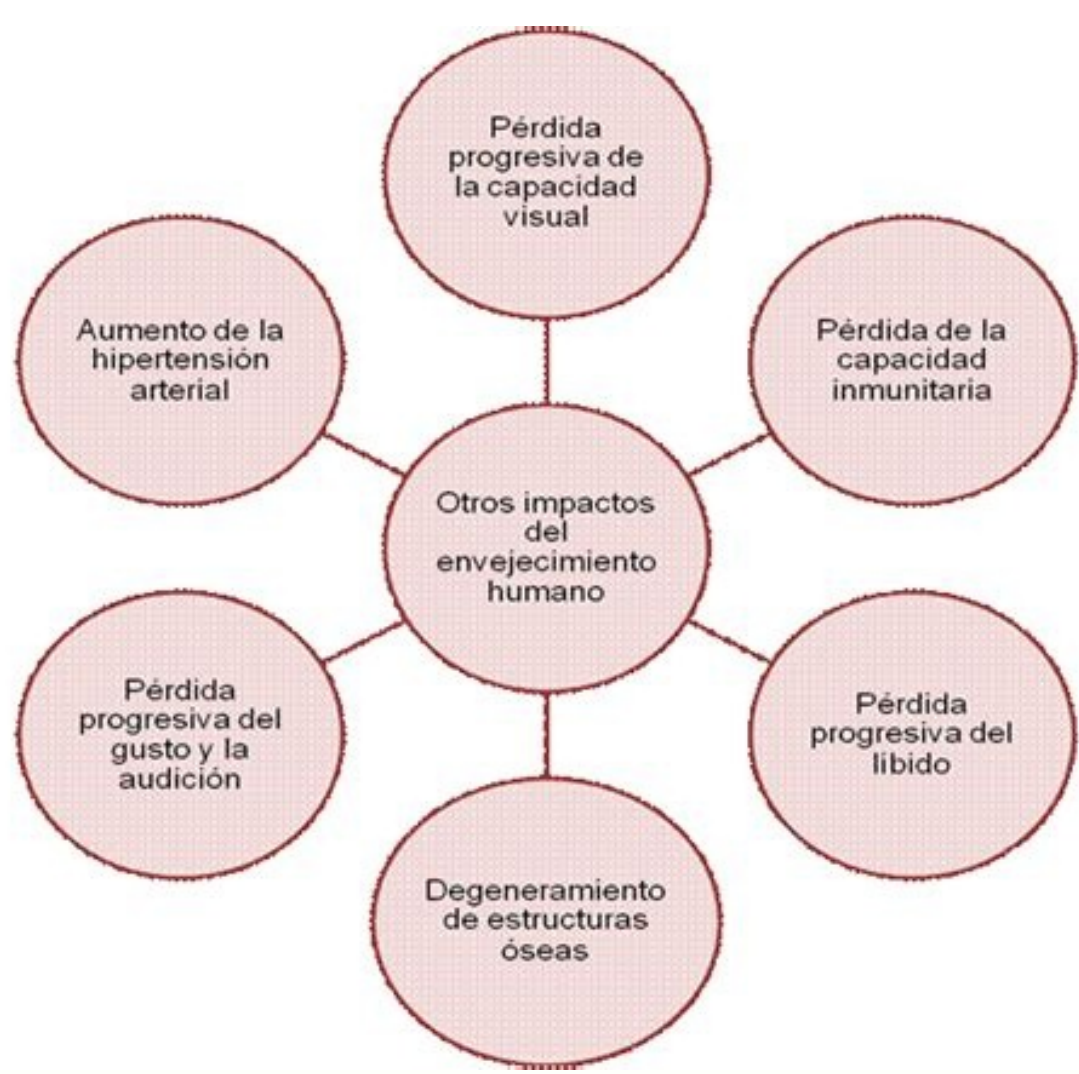 Pérdida
progresiva de
la capacidad
visual
Aumento de la
hipertensión
arterial
Pérdida de la
capacidad
inmunitaria
Otros impactos
del
envejecimiento
humano
Pérdida
progresiva del
gusto y la
audición
Pérdida
progresiva del
líbido
Degeneramiento
de estructuras
óseas